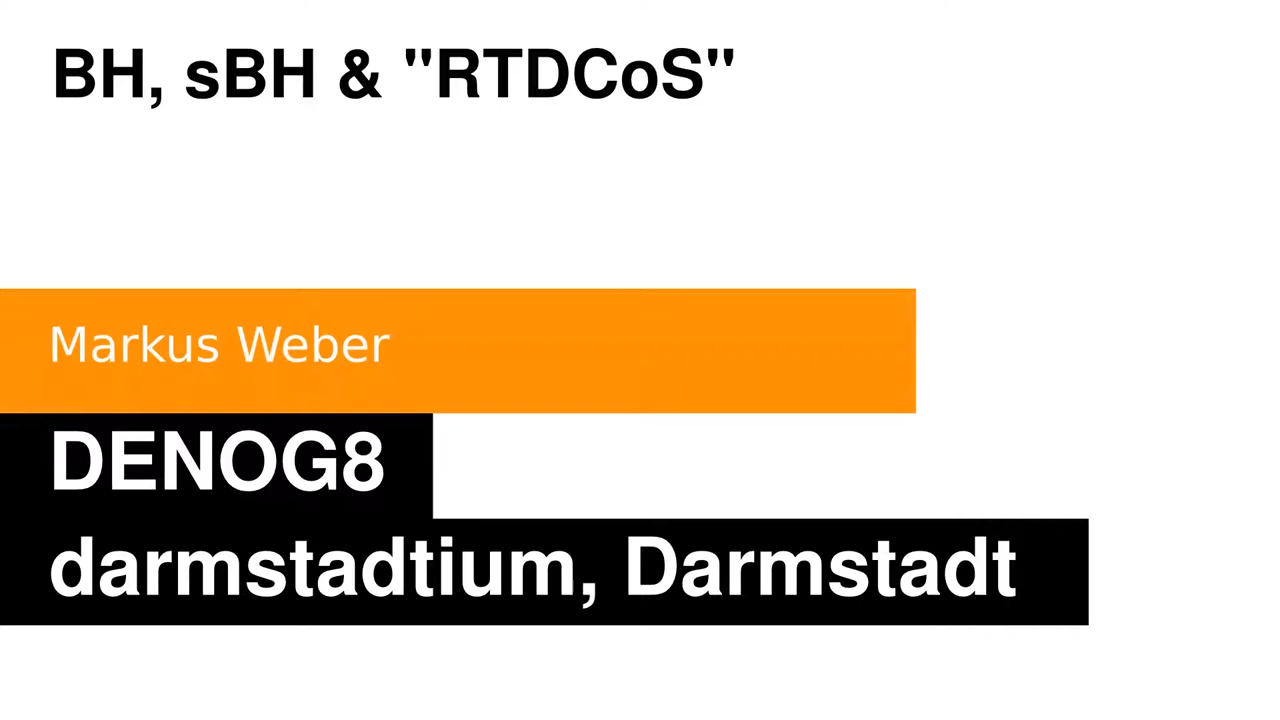 BH, sBH & "RTDCoS"
Markus Weber
DENOG8
darmstadtium, Darmstadt